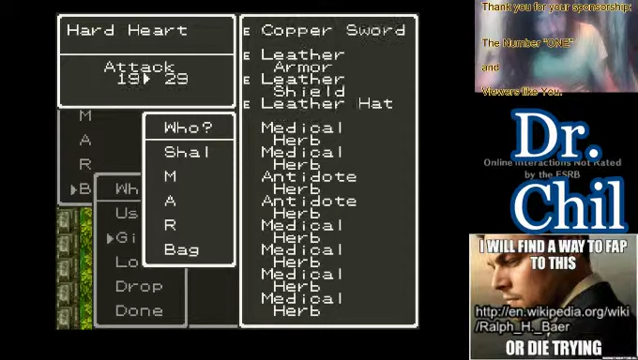 Hard Heart
Attack
19▶ 29
M
A
R
▶B
Wh
Us
▶Gi
Lo
Drop
Done
Who?
Shal
M
A
R
Bag
E Copper Sword
E Leather
Armor
E Leather
Shield
E Leather Hat
Medical
Herb
Medical
Herb
Antidote
Herb
Antidote
Herb
Medical
Herb
Medical
Herb
Medical
Herb
Medical
Herb
Thank you for your sponsorship:
The Number "ONE"
and
Viewers like You.
Dr.
Online Interactions Not Rated
by the ESRB
Chil
I WILL FIND A WAY TO FAP
TO THIS
http://en.wikipedia.org/wiki
/Ralph_H._Baer
OR DIE TRYING